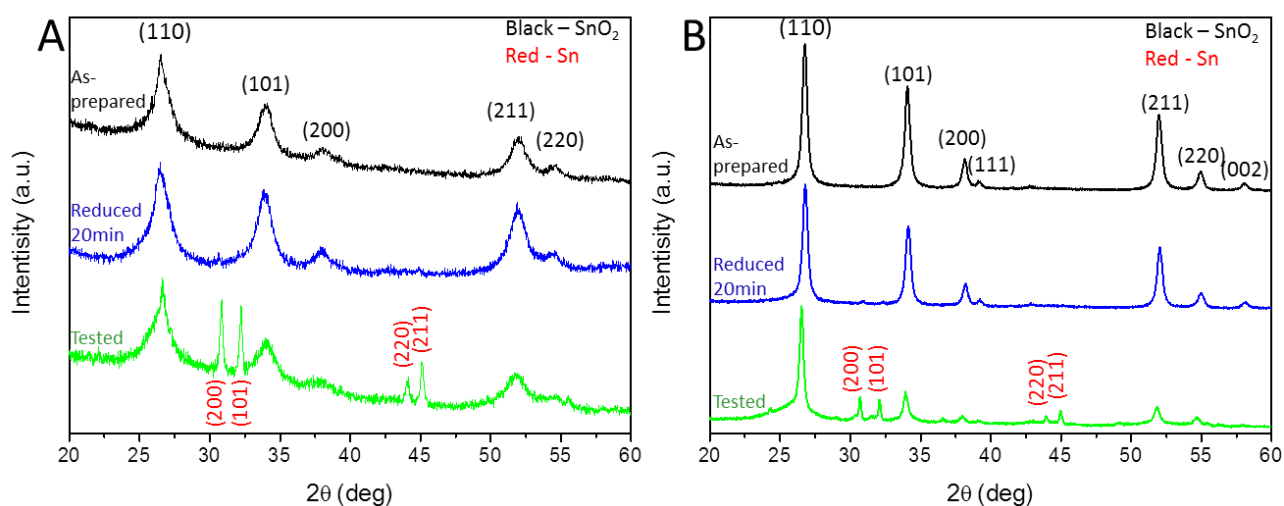 A
Black – SnO₂
Red - Sn
(110)
As-
prepared
(101)
(200)
(211)
(220)
Reduced
20min
Tested
(200)
(101)
(220)
(211)
Intentisity (a.u.)
20 25 30 35 40 45 50 55 60
2θ (deg)
B
Black – SnO₂
Red - Sn
(110)
(101)
(211)
As-
prepared
(200)
(111)
(220)
(002)
Reduced
20min
Tested
(200)
(101)
(220)
(211)
Intentisity (a.u.)
20 25 30 35 40 45 50 55 60
2θ (deg)